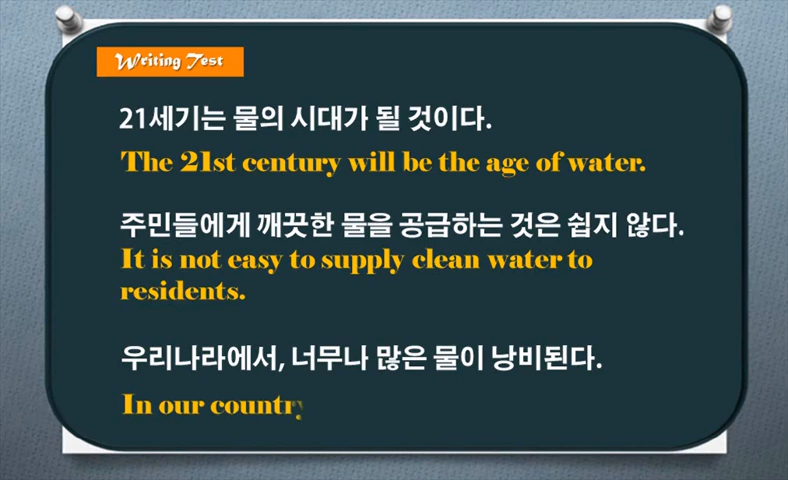 Writing Test
21세기는 물의 시대가 될 것이다.
The 21st century will be the age of water.
주민들에게 깨끗한 물을 공급하는 것은 쉽지 않다.
It is not easy to supply clean water to
residents.
우리나라에서, 너무나 많은 물이 낭비된다.
In our country